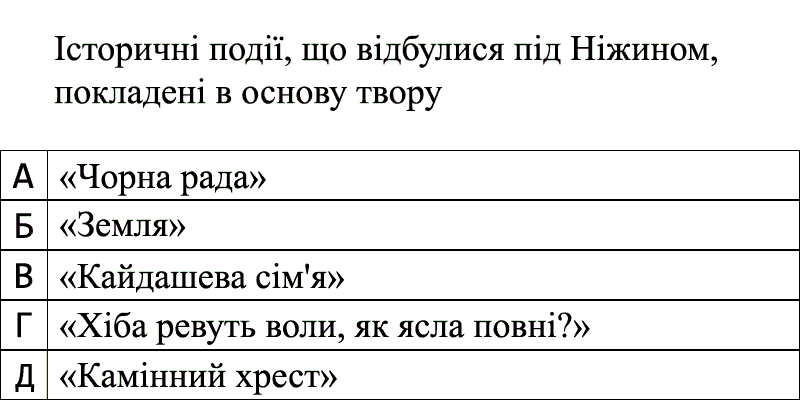 Історичні події, що відбулися під Ніжином,
покладені в основу твору
А «Чорна рада»
Б «Земля»
В «Кайдашева сім'я»
Г «Хіба ревуть воли, як ясла повні?»
Д «Камінний хрест»